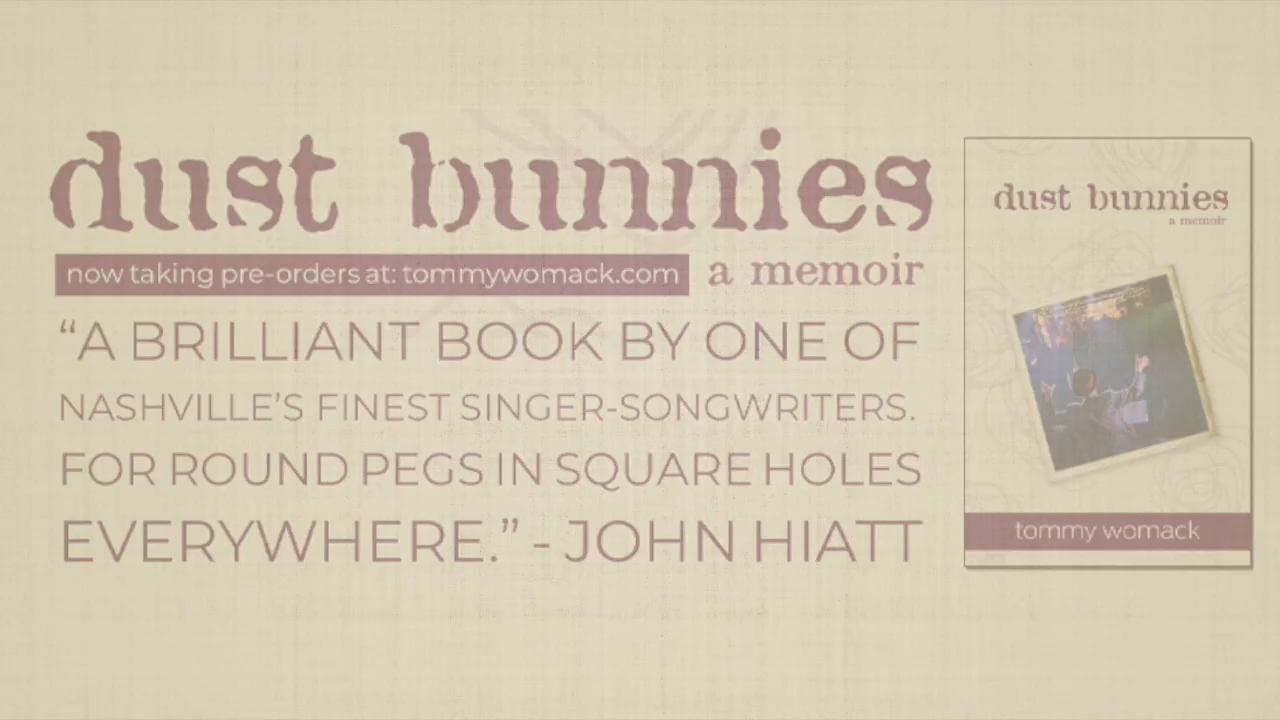 dust bunnies
now taking pre-orders at: tommywomack.com
a memoir
“A BRILLIANT BOOK BY ONE OF
NASHVILLE’S FINEST SINGER-SONGWRITERS.
FOR ROUND PEGS IN SQUARE HOLES
EVERYWHERE.” - JOHN HIATT
dust bunnies
a memoir
tommy womack